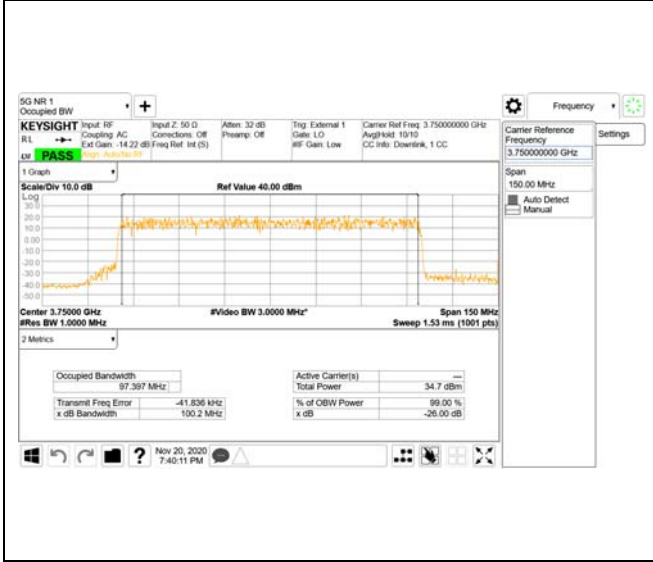 5G NR 1
Occupied BW
Frequency
KEYSIGHT Input: RF Input Z: 50 Ω Atten: 32 dB Trig: External 1 Carrier Ref Freq: 3.750000000 GHz
RL Coupling: AC Corrections: Off Preamp: Off Gate: LO Avg|Hold: 10/10
Ext Gain: -14.22 dB Freq Ref: Int (S) #IF Gain: Low CC Info: Downlink, 1 CC
PASS Align: Auto/No RF
Carrier Reference
Frequency
3.750000000 GHz
Settings
Span
150.00 MHz
Auto Detect
Manual
1 Graph
Scale/Div 10.0 dB Ref Value 40.00 dBm
Log
30.0
20.0
10.0
0.00
-10.0
-20.0
-30.0
-40.0
-50.0
Center 3.75000 GHz #Video BW 3.0000 MHz* Span 150 MHz
#Res BW 1.0000 MHz Sweep 1.53 ms (1001 pts)
2 Metrics
Occupied Bandwidth
97.397 MHz
Active Carrier(s) ---
Total Power 34.7 dBm
Transmit Freq Error -41.836 kHz
x dB Bandwidth 100.2 MHz
% of OBW Power 99.00 %
x dB -26.00 dB
? Nov 20, 2020
7:40:11 PM